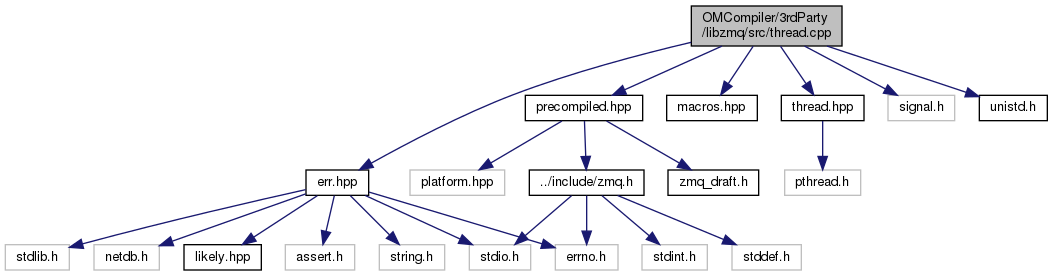 OMCompiler/3rdParty
/libzmq/src/thread.cpp
precompiled.hpp
macros.hpp
thread.hpp
signal.h
unistd.h
err.hpp
platform.hpp
../include/zmq.h
zmq_draft.h
pthread.h
stdlib.h
netdb.h
likely.hpp
assert.h
string.h
stdio.h
errno.h
stdint.h
stddef.h